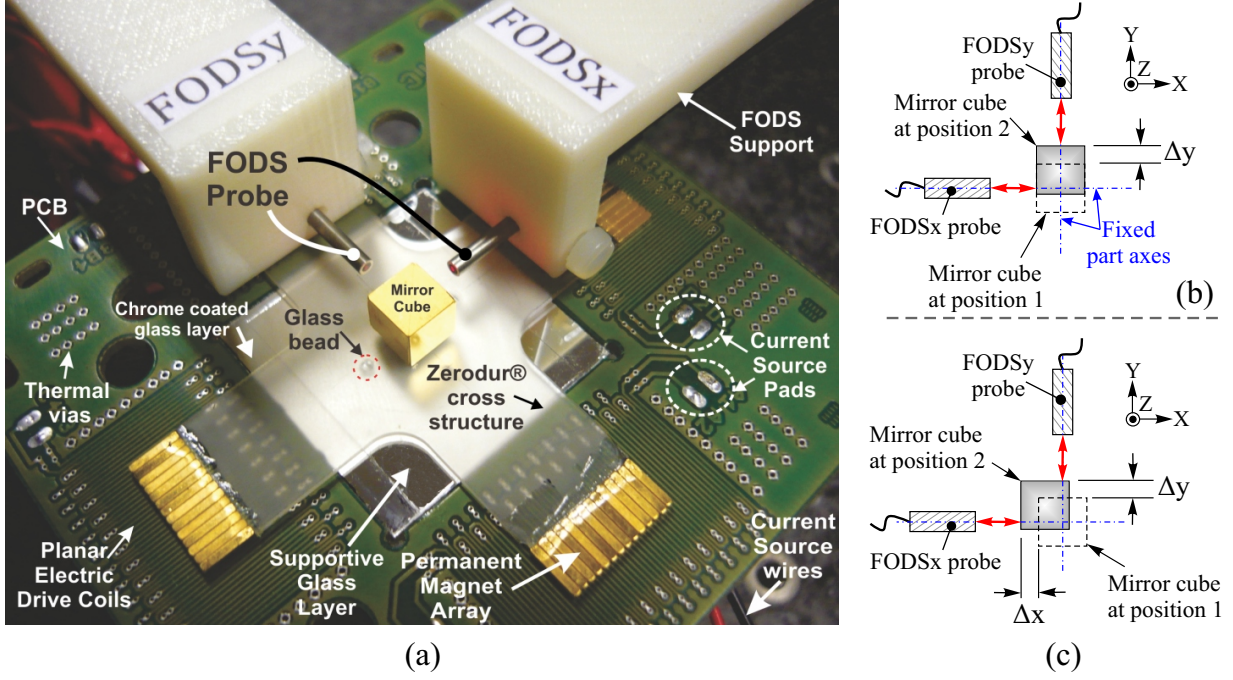 FODSy
FODSx
FODS
Support
FODS
Probe
PCB
Mirror
Cube
Chrome coated
glass layer
Glass
bead
Current
Source
Pads
Thermal
vias
Zerodur®
cross
structure
Planar
Electric
Drive Coils
Supportive
Glass
Layer
Permanent
Magnet
Array
Current
Source
wires
(a)
FODSy
probe
Y
Z
X
Mirror cube
at position 2
Δy
FODSx probe
Fixed
part axes
Mirror cube
at position 1
(b)
FODSy
probe
Y
Z
X
Mirror cube
at position 2
Δy
FODSx probe
Δx
Mirror cube
at position 1
(c)